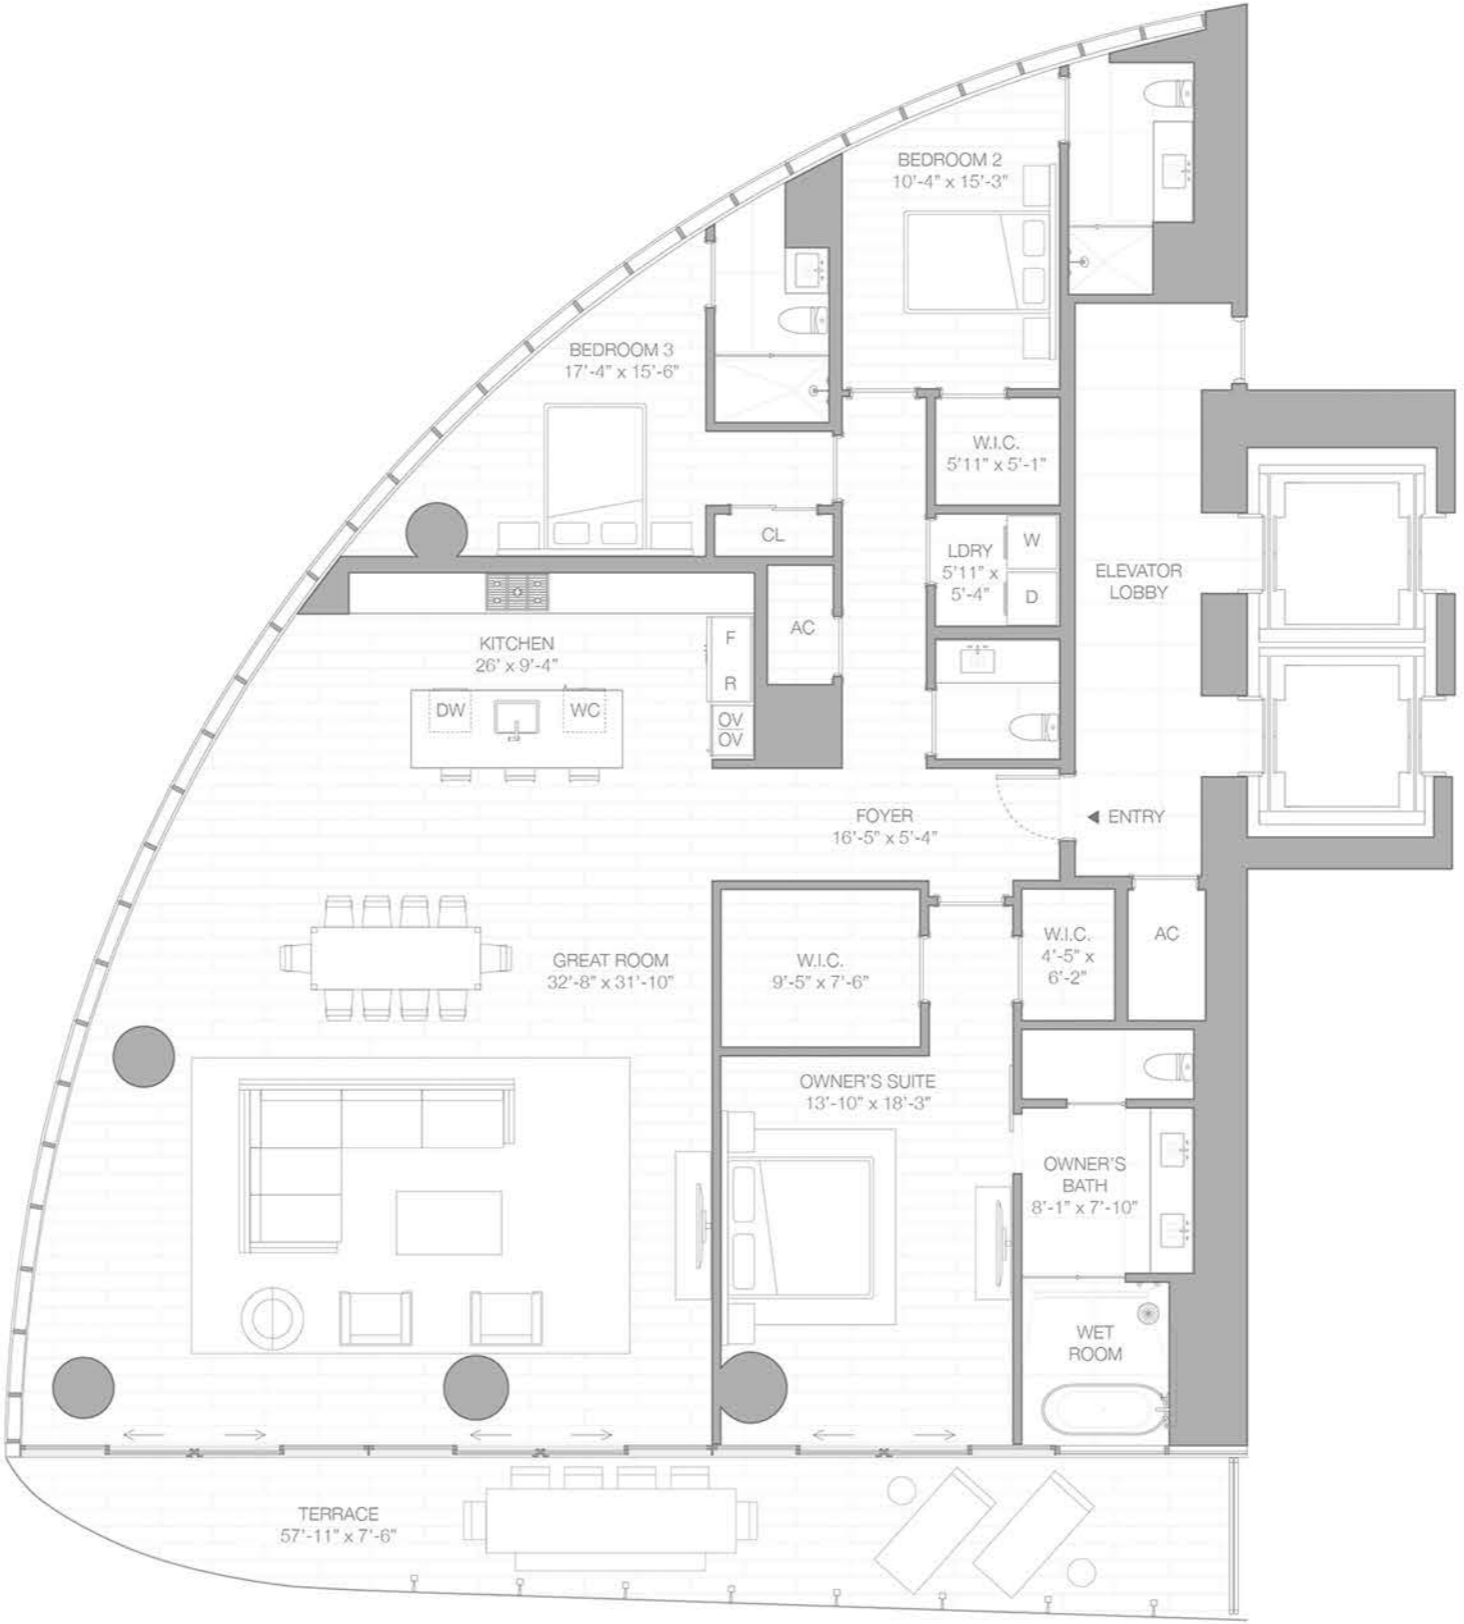 BEDROOM 2
10'-4" x 15'-3"
BEDROOM 3
17'-4" x 15'-6"
W.I.C.
5'11" x 5'-1"
CL
LDRY
5'11" x
5'-4"
W
D
ELEVATOR
LOBBY
AC
KITCHEN
26' x 9'-4"
F
R
DW
WC
OV
OV
FOYER
16'-5" x 5'-4"
ENTRY
GREAT ROOM
32'-8" x 31'-10"
W.I.C.
9'-5" x 7'-6"
W.I.C.
4'-5" x
6'-2"
AC
OWNER'S SUITE
13'-10" x 18'-3"
OWNER'S
BATH
8'-1" x 7'-10"
WET
ROOM
TERRACE
57'-11" x 7'-6"